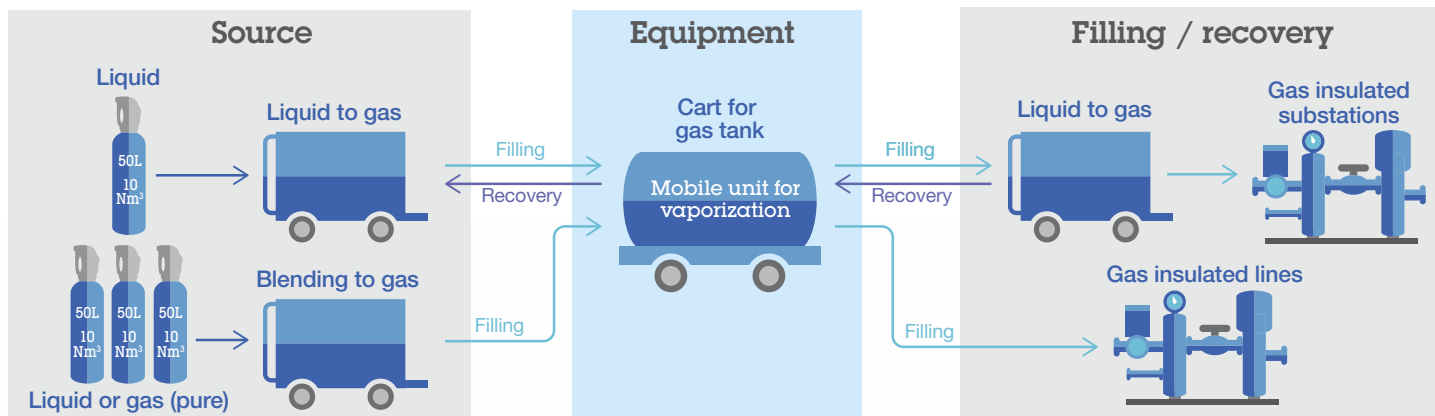 Source
Equipment
Filling / recovery
Liquid
50L
10
Nm³
Liquid to gas
Filling
Recovery
Cart for
gas tank
Mobile unit for
vaporization
Filling
Recovery
Liquid to gas
Gas insulated
substations
50L
10
Nm³
50L
10
Nm³
50L
10
Nm³
Liquid or gas (pure)
Blending to gas
Filling
Filling
Gas insulated lines